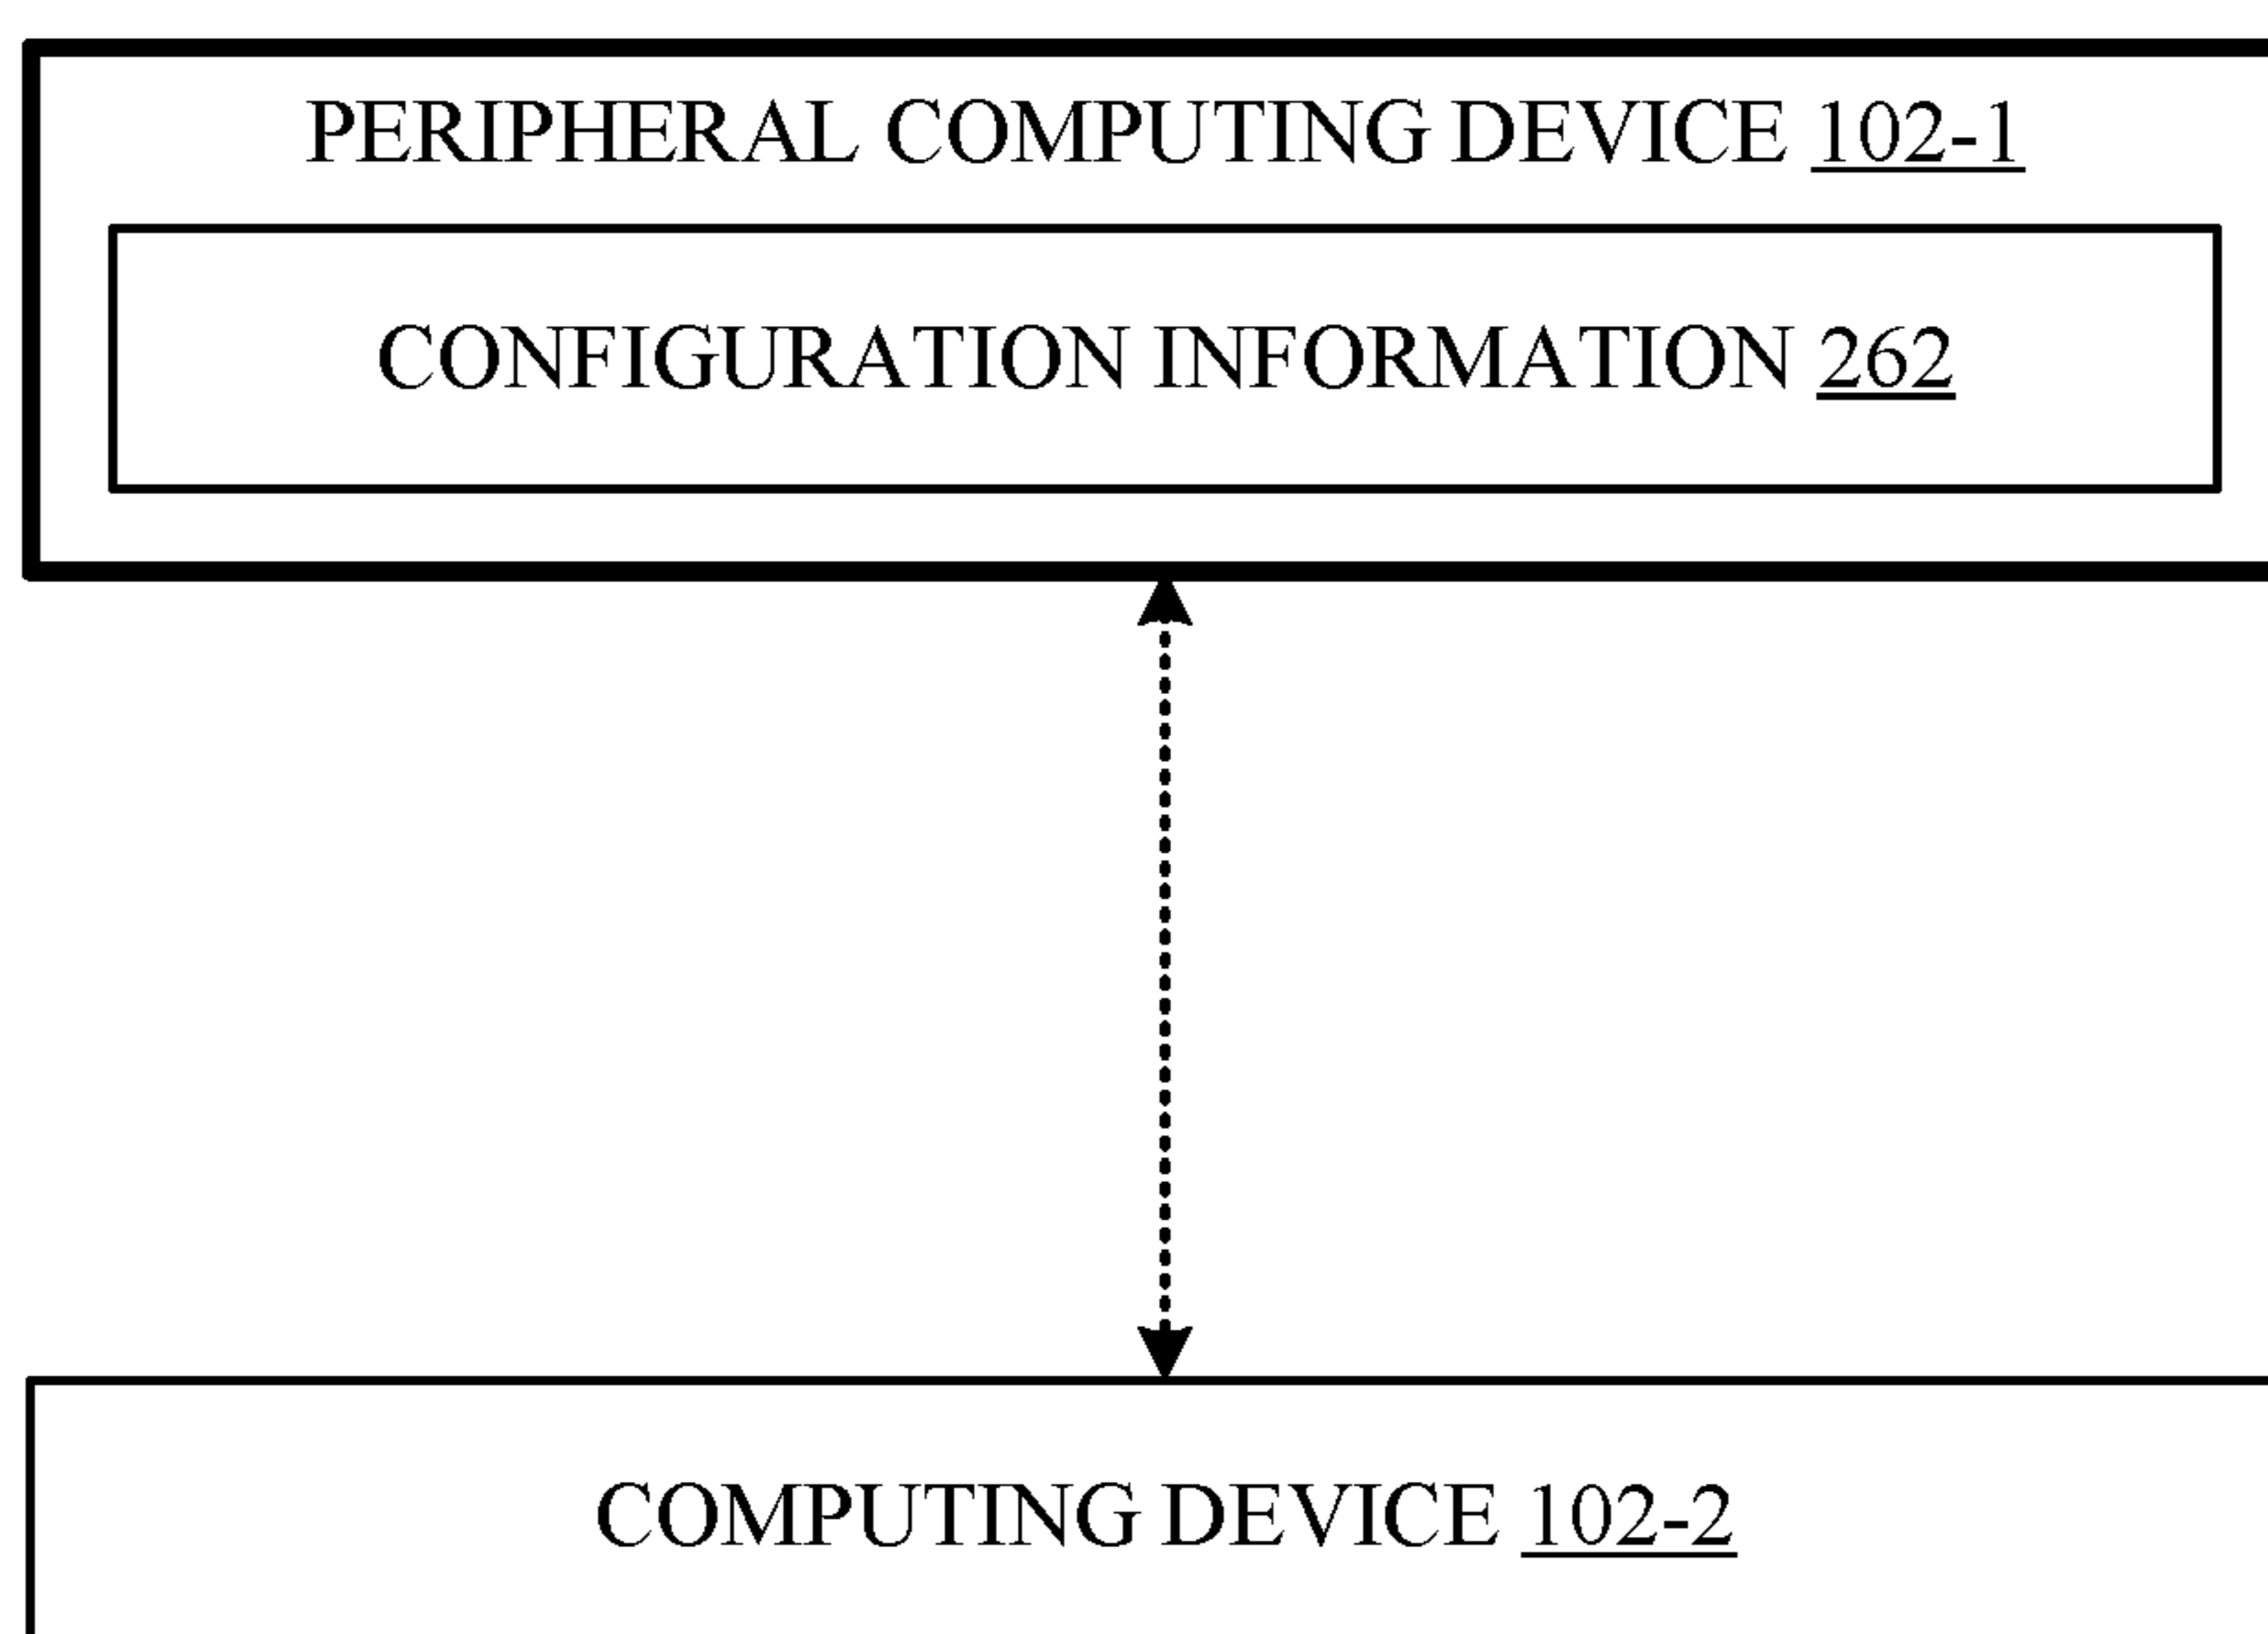 PERIPHERAL COMPUTING DEVICE 102-1
CONFIGURATION INFORMATION 262
COMPUTING DEVICE 102-2